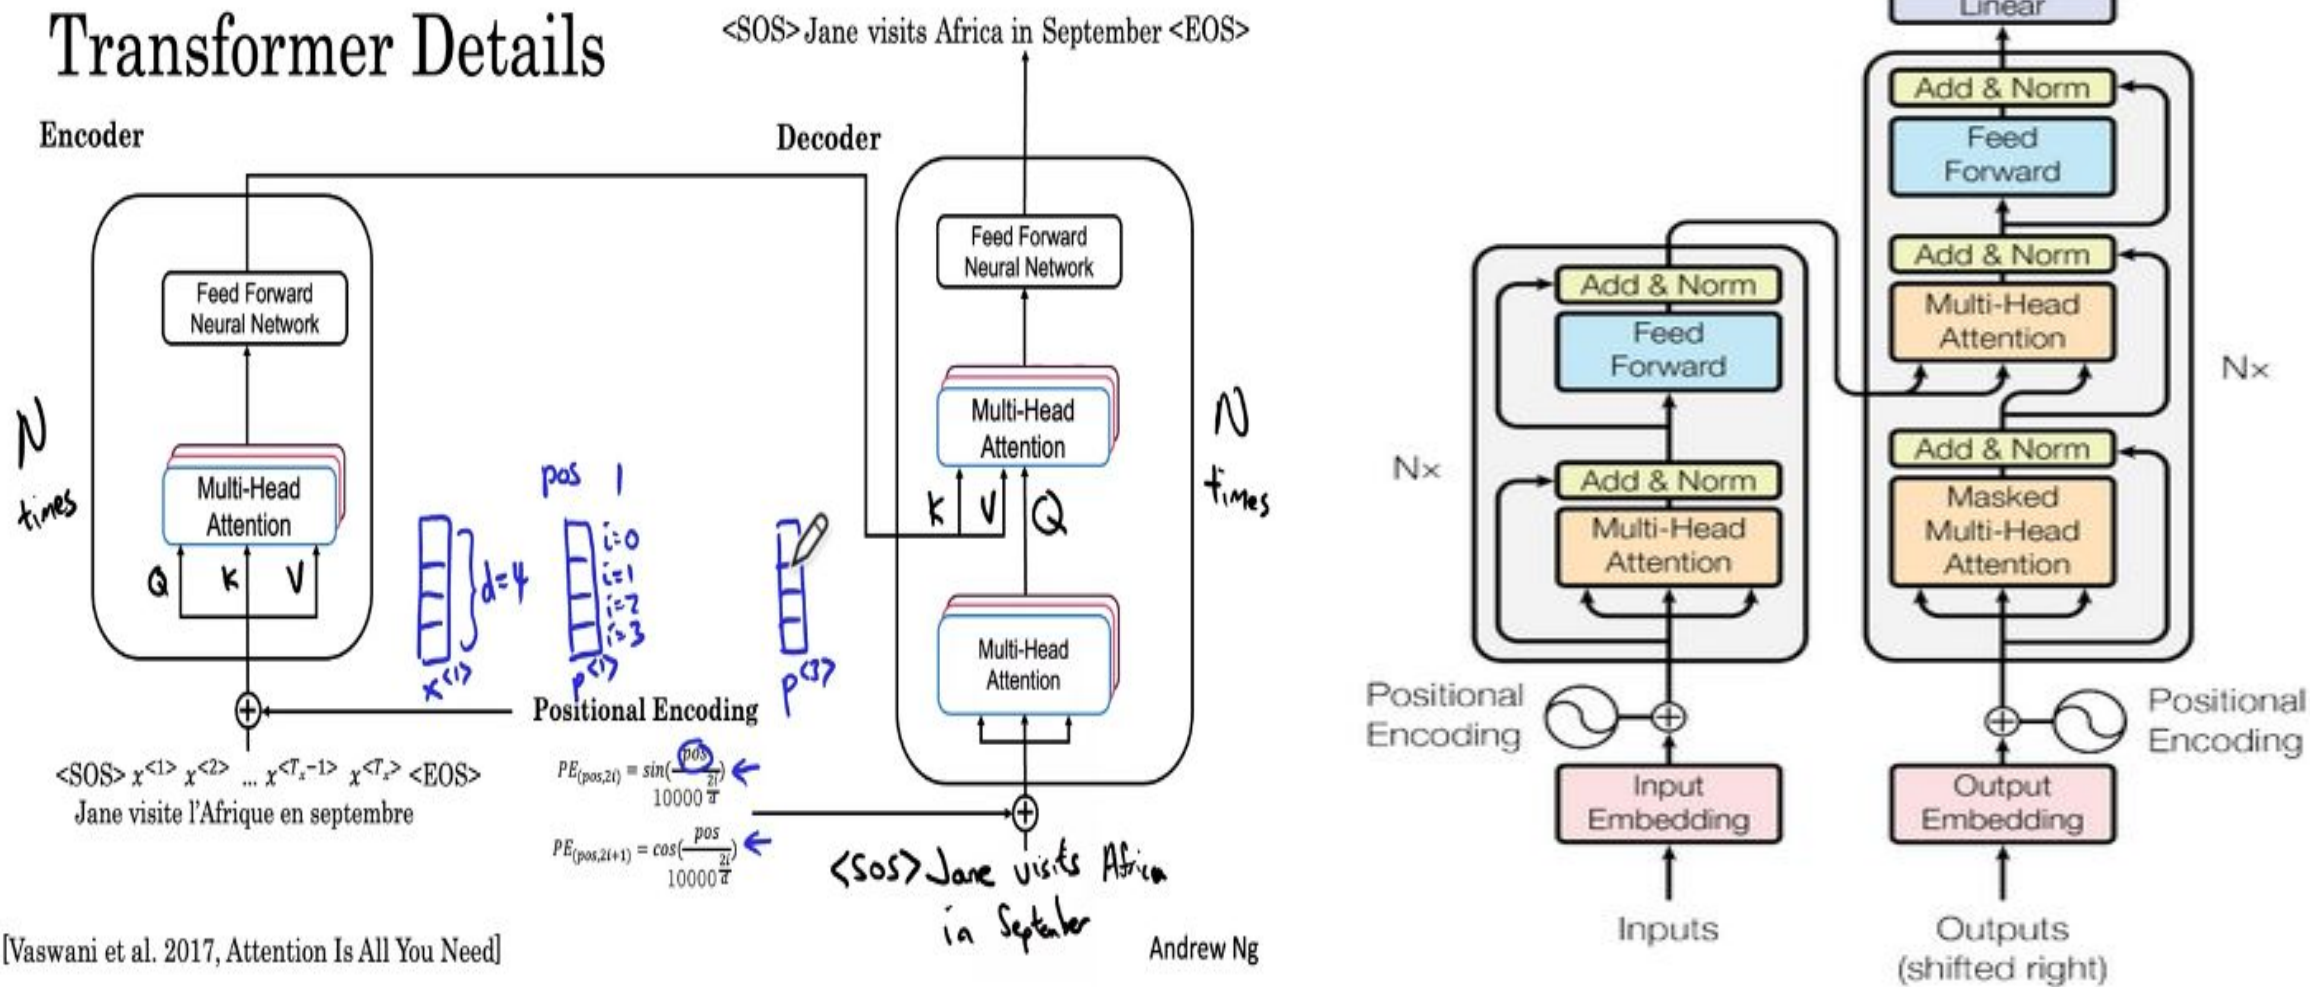 Transformer Details
<SOS> Jane visits Africa in September <EOS>
Encoder
Decoder
Feed Forward
Neural Network
Multi-Head
Attention
Q K V
N
times
<SOS> x<1> x<2> ... x<Tx-1> x<Tx> <EOS>
Jane visite l'Afrique en septembre
x<1>
d=4
pos 1
i=0
i=1
i=2
i=3
p<1>
p<3>
Positional Encoding
PE(pos,2i) = sin(pos/10000^(2i/d))
PE(pos,2i+1) = cos(pos/10000^(2i/d))
Feed Forward
Neural Network
Multi-Head
Attention
K V Q
Multi-Head
Attention
N
times
<SOS> Jane visits Africa
in September
[Vaswani et al. 2017, Attention Is All You Need]
Andrew Ng
Add & Norm
Feed
Forward
Add & Norm
Multi-Head
Attention
Nx
Positional
Encoding
Input
Embedding
Inputs
Linear
Add & Norm
Feed
Forward
Add & Norm
Multi-Head
Attention
Add & Norm
Masked
Multi-Head
Attention
Nx
Positional
Encoding
Output
Embedding
Outputs
(shifted right)